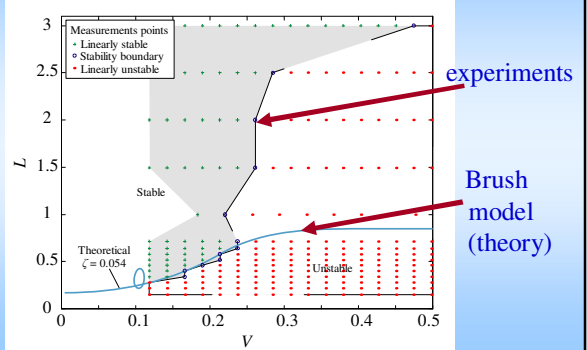 3
2.5
2
1.5
1
0.5
0
L
Measurements points
Linearly stable
Stability boundary
Linearly unstable
Stable
Theoretical
ζ = 0.054
Unstable
0
0.1
0.2
0.3
0.4
0.5
V
experiments
Brush
model
(theory)